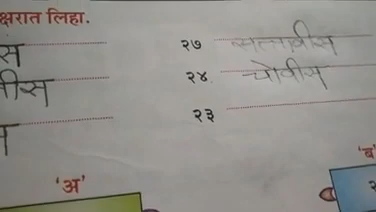 क्षरात लिहा.
२७ सत्तावीस
वीस २४ चोवीस
२३
'अ' 'ब'